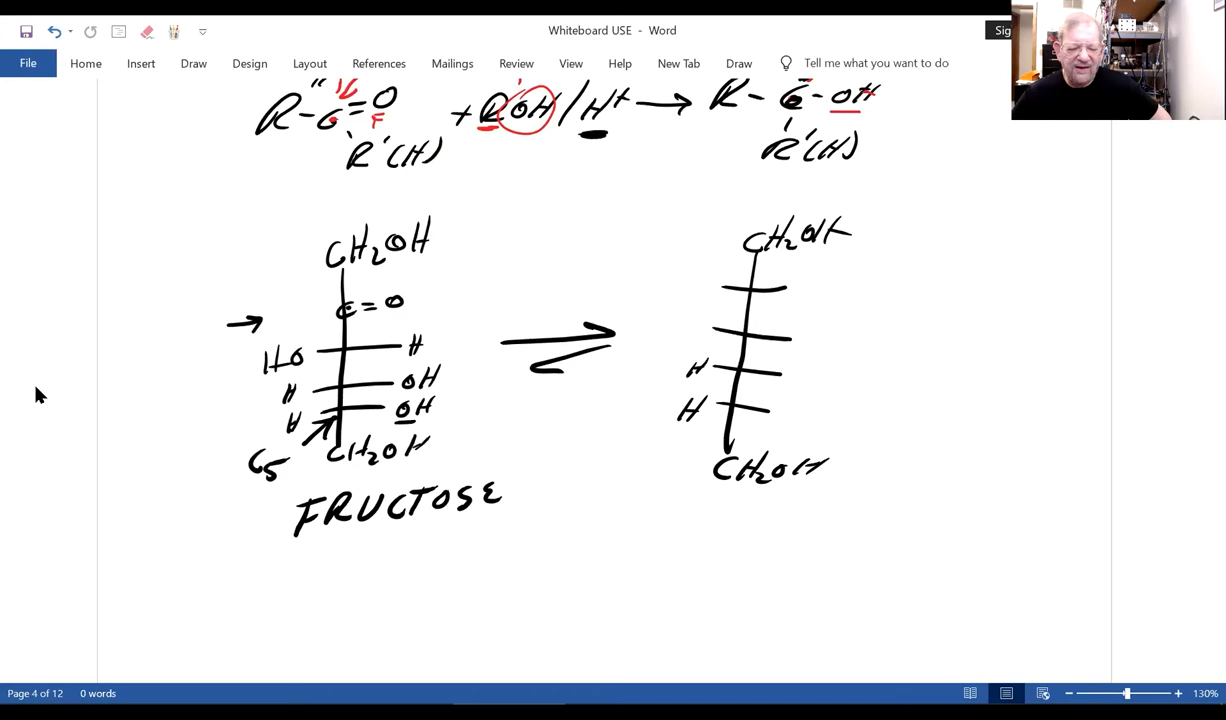 Whiteboard USE - Word
Sig
File Home Insert Draw Design Layout References Mailings Review View Help New Tab Draw Tell me what you want to do
R-C=O + ROH/H+ → R-C-OH
R'(H) R'(H)
CH2OH CH2OH
C=O
HO H
H OH H
H OH H
C5 CH2OH CH2OH
FRUCTOSE
Page 4 of 12 0 words 130%